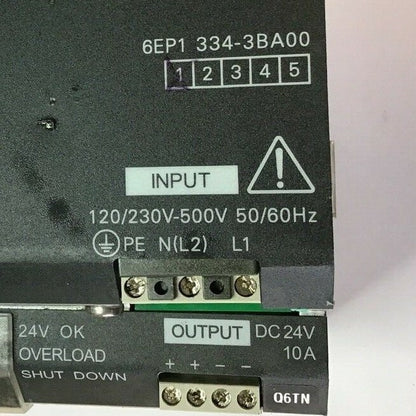 6EP1 334-3BA00
1 2 3 4 5
INPUT
120/230V-500V 50/60Hz
PE N(L2) L1
24V OK OUTPUT DC 24V
OVERLOAD + + − − 10A
SHUT DOWN
Q6TN